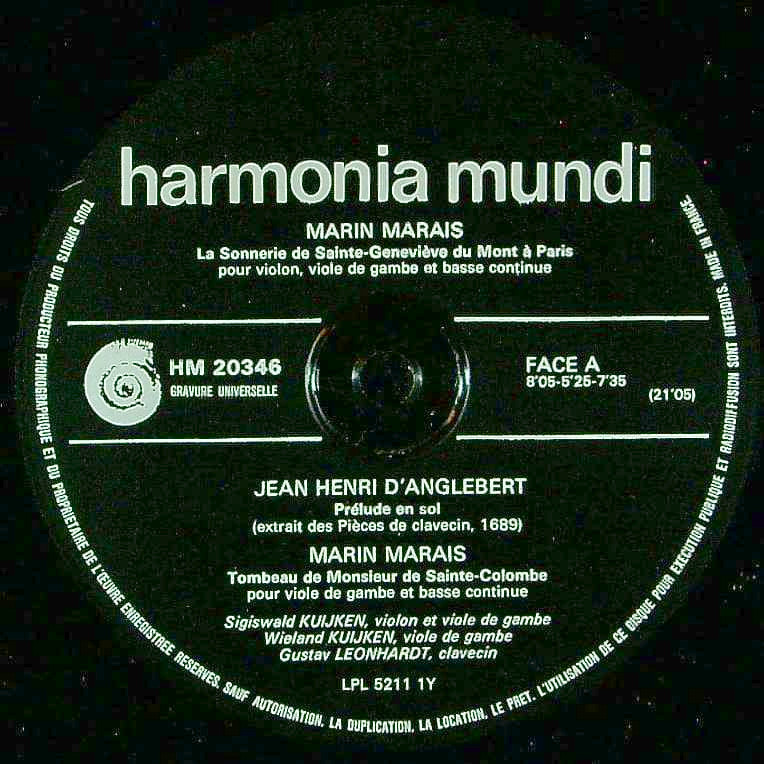 harmonia mundi
MARIN MARAIS
La Sonnerie de Sainte-Geneviève du Mont à Paris
pour violon, viole de gambe et basse continue
HM 20346
GRAVURE UNIVERSELLE
FACE A
8'05-5'25-7'35
(21'05)
JEAN HENRI D'ANGLEBERT
Prélude en sol
(extrait des Pièces de clavecin, 1689)
MARIN MARAIS
Tombeau de Monsieur de Sainte-Colombe
pour viole de gambe et basse continue
Sigiswald KUIJKEN, violon et viole de gambe
Wieland KUIJKEN, viole de gambe
Gustav LEONHARDT, clavecin
LPL 5211 1Y
TOUS DROITS DU PRODUCTEUR PHONOGRAPHIQUE ET DU PROPRIETAIRE DE L'ŒUVRE ENREGISTREE RESERVES. SAUF AUTORISATION, LA DUPLICATION, LA LOCATION, LE PRET, L'UTILISATION DE CE DISQUE POUR EXECUTION PUBLIQUE ET RADIODIFFUSION SONT INTERDITS. MADE IN FRANCE.